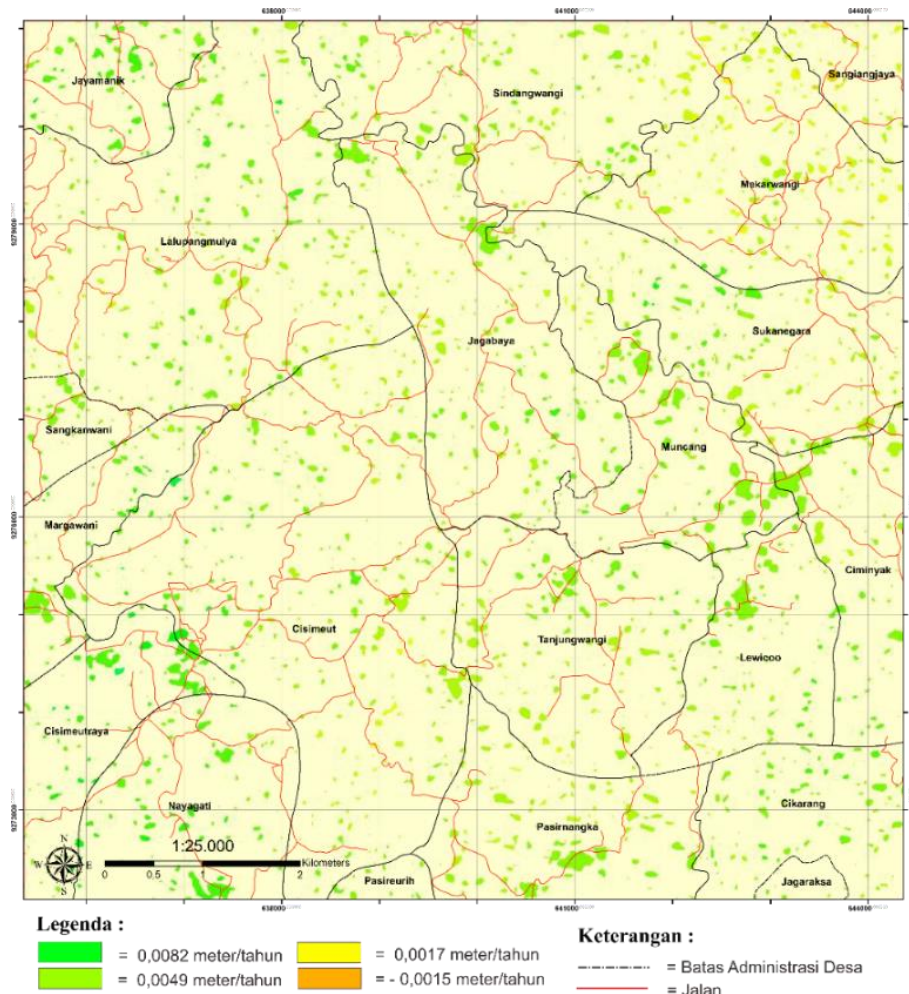 638000
641000
644000
Jayamanik
Sindangwangi
Sangiangjaya
Mekarwangi
Lalupangmulya
Jagabaya
Sukanegara
Sangkanwani
Muncang
Margawani
Ciminyak
Cisimeut
Tanjungwangi
Lewicoo
Cisimeutraya
Nayagati
Pasirnangka
Cikarang
Pasireurih
Jagaraksa
N
W
E
S
1:25.000
0 0.5 1 2 Kilometers
638000
641000
644000
Legenda :
= 0,0082 meter/tahun
= 0,0017 meter/tahun
= 0,0049 meter/tahun
= - 0,0015 meter/tahun
Keterangan :
= Batas Administrasi Desa
= Jalan